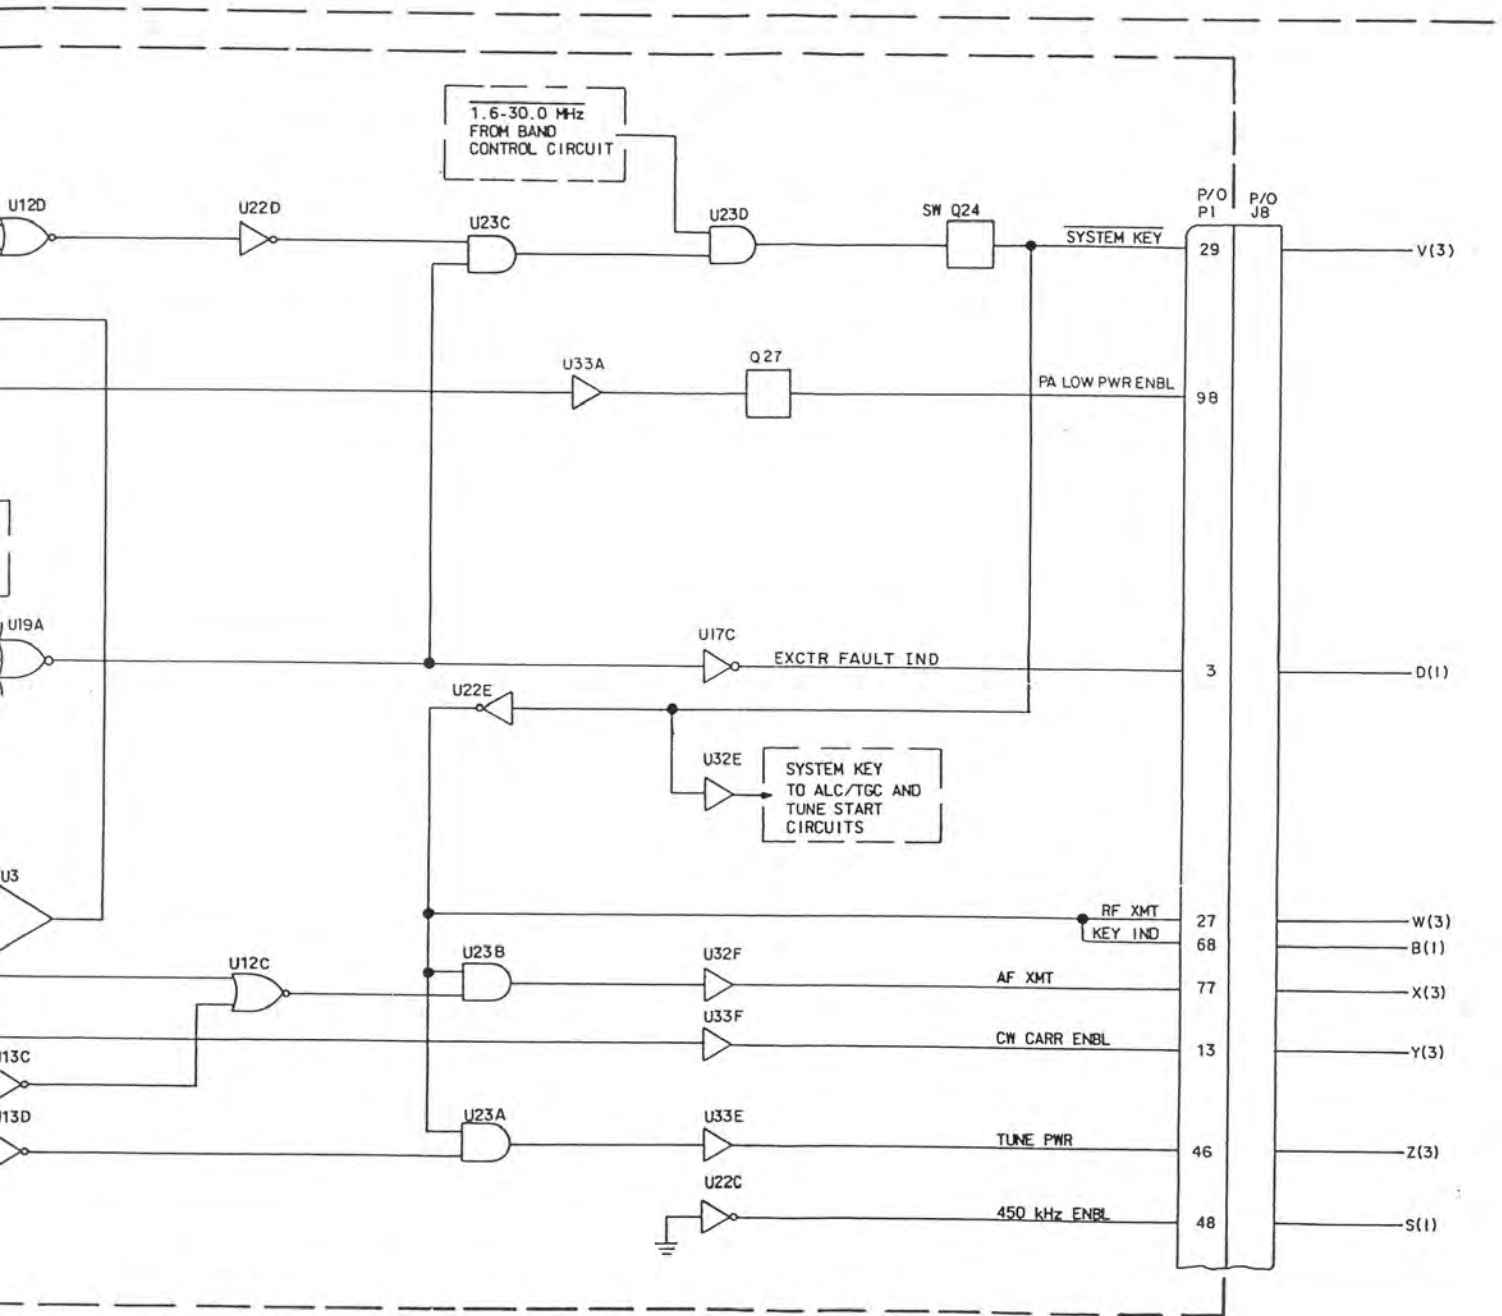 1.6-30.0 MHz
FROM BAND
CONTROL CIRCUIT
P/O
P1
P/O
J8
U12D
U22D
U23C
U23D
SW Q24
SYSTEM KEY
29
V(3)
U33A
Q27
PA LOW PWR ENBL
98
U19A
U17C
EXCTR FAULT IND
3
D(1)
U22E
U32E
SYSTEM KEY
TO ALC/TGC AND
TUNE START
CIRCUITS
U3
RF XMT
27
W(3)
KEY IND
68
B(1)
U12C
U23B
U32F
AF XMT
77
X(3)
U33F
CW CARR ENBL
13
Y(3)
U13C
U13D
U23A
U33E
TUNE PWR
46
Z(3)
U22C
450 kHz ENBL
48
S(1)